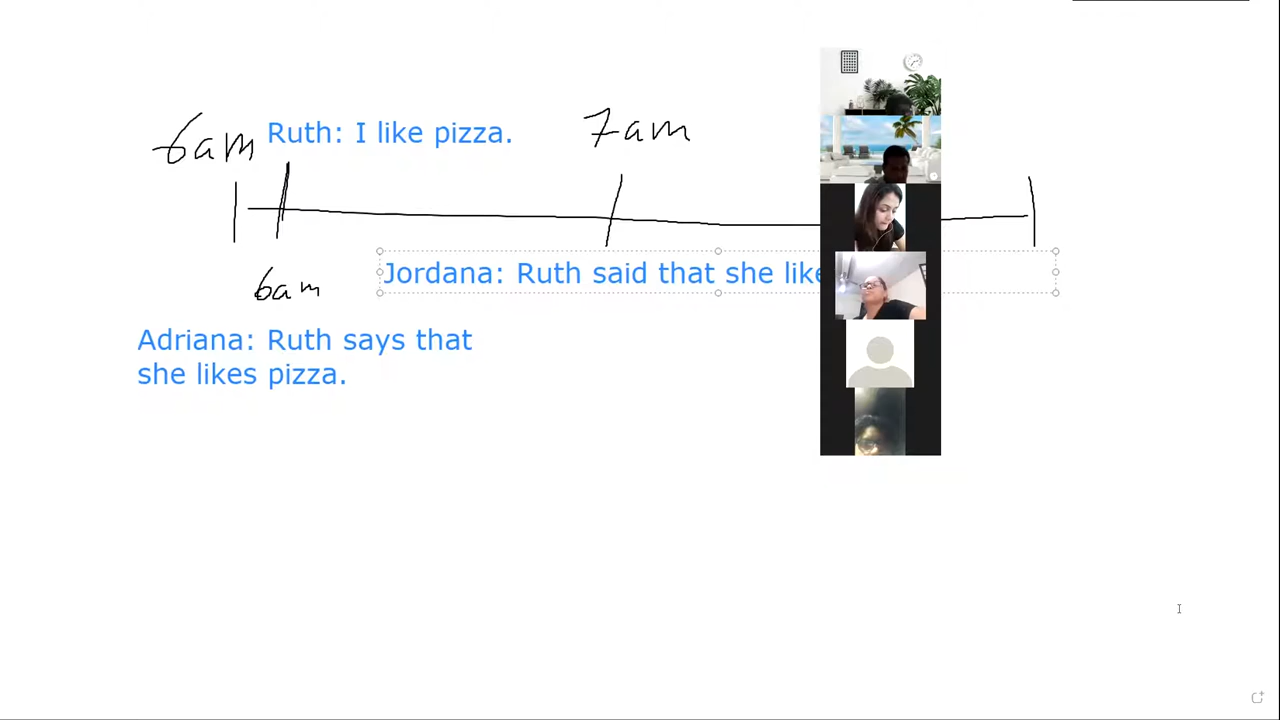 6am
Ruth: I like pizza.
7am
Jordana: Ruth said that she like
6am
Adriana: Ruth says that
she likes pizza.